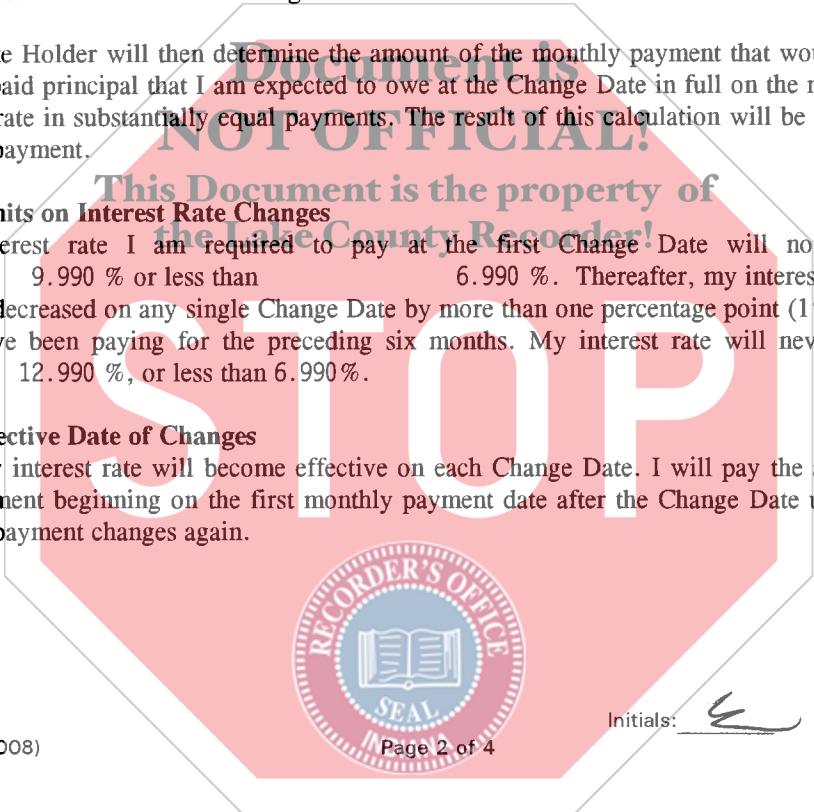 e Holder will then determine the amount of the monthly payment that wou
aid principal that I am expected to owe at the Change Date in full on the m
rate in substantially equal payments. The result of this calculation will be
payment.
Document is
NOT OFFICIAL!
This Document is the property of
the Lake County Recorder!
its on Interest Rate Changes
erest rate I am required to pay at the first Change Date will no
9.990 % or less than 6.990 %. Thereafter, my interes
decreased on any single Change Date by more than one percentage point (1
ve been paying for the preceding six months. My interest rate will nev
12.990 %, or less than 6.990%.
STOP
ective Date of Changes
interest rate will become effective on each Change Date. I will pay the
ment beginning on the first monthly payment date after the Change Date u
payment changes again.
RECORDER'S OFFICE
SEAL
INDIANA
Initials:
008)
Page 2 of 4